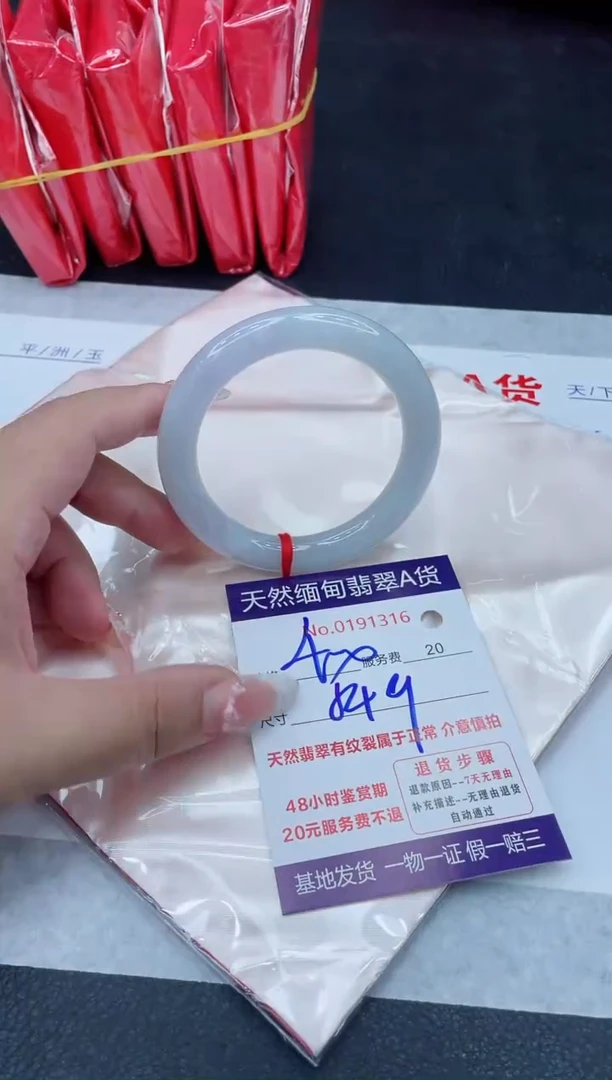 平/洲/玉
A货
天/下
天然缅甸翡翠A货
No.0191316
服务费 20
尺寸
天然翡翠有纹裂属于正常 介意慎拍
48小时鉴赏期
20元服务费不退
退货步骤
退款原因--7天无理由
补充描述--无理由退货
自动通过
基地发货 一物一证 假一赔三